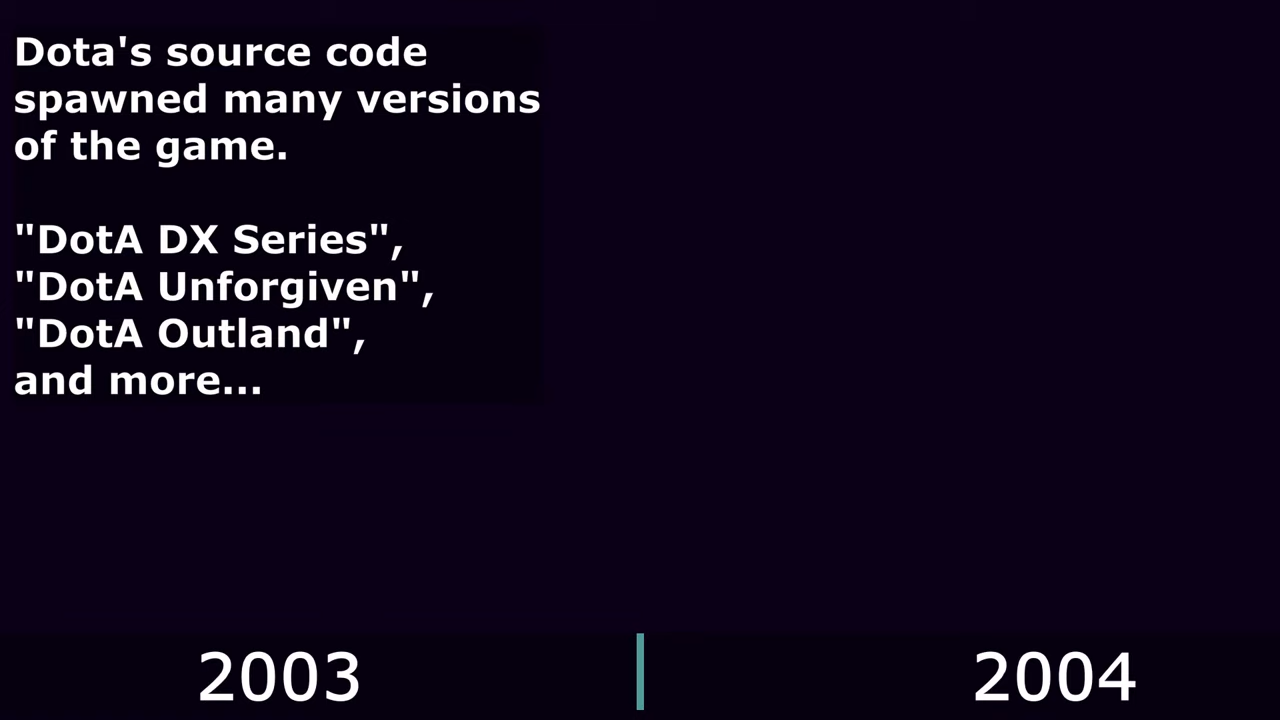 Dota's source code
spawned many versions
of the game.
"DotA DX Series",
"DotA Unforgiven",
"DotA Outland",
and more...
2003
2004